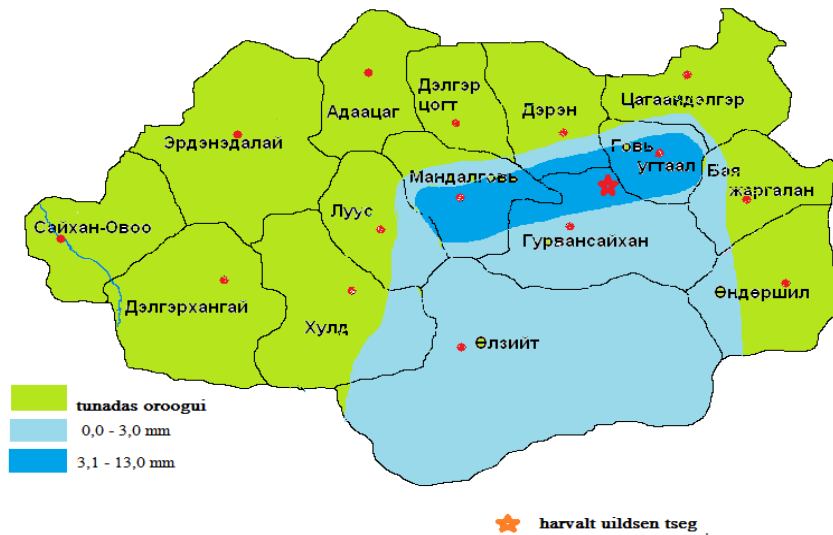 Адаацаг
Дэлгэр
цогт
Дэрэн
Цагаандэлгэр
Эрдэнэдалай
Говь
угтаал
Мандалговь
Бая
жаргалан
Луус
Сайхан-Овоо
Гурвансайхан
Дэлгэрхангай
Өндөршил
Хулд
Өлзийт
tunadas oroogui
0,0 - 3,0 mm
3,1 - 13,0 mm
harvalt uildsen tseg .